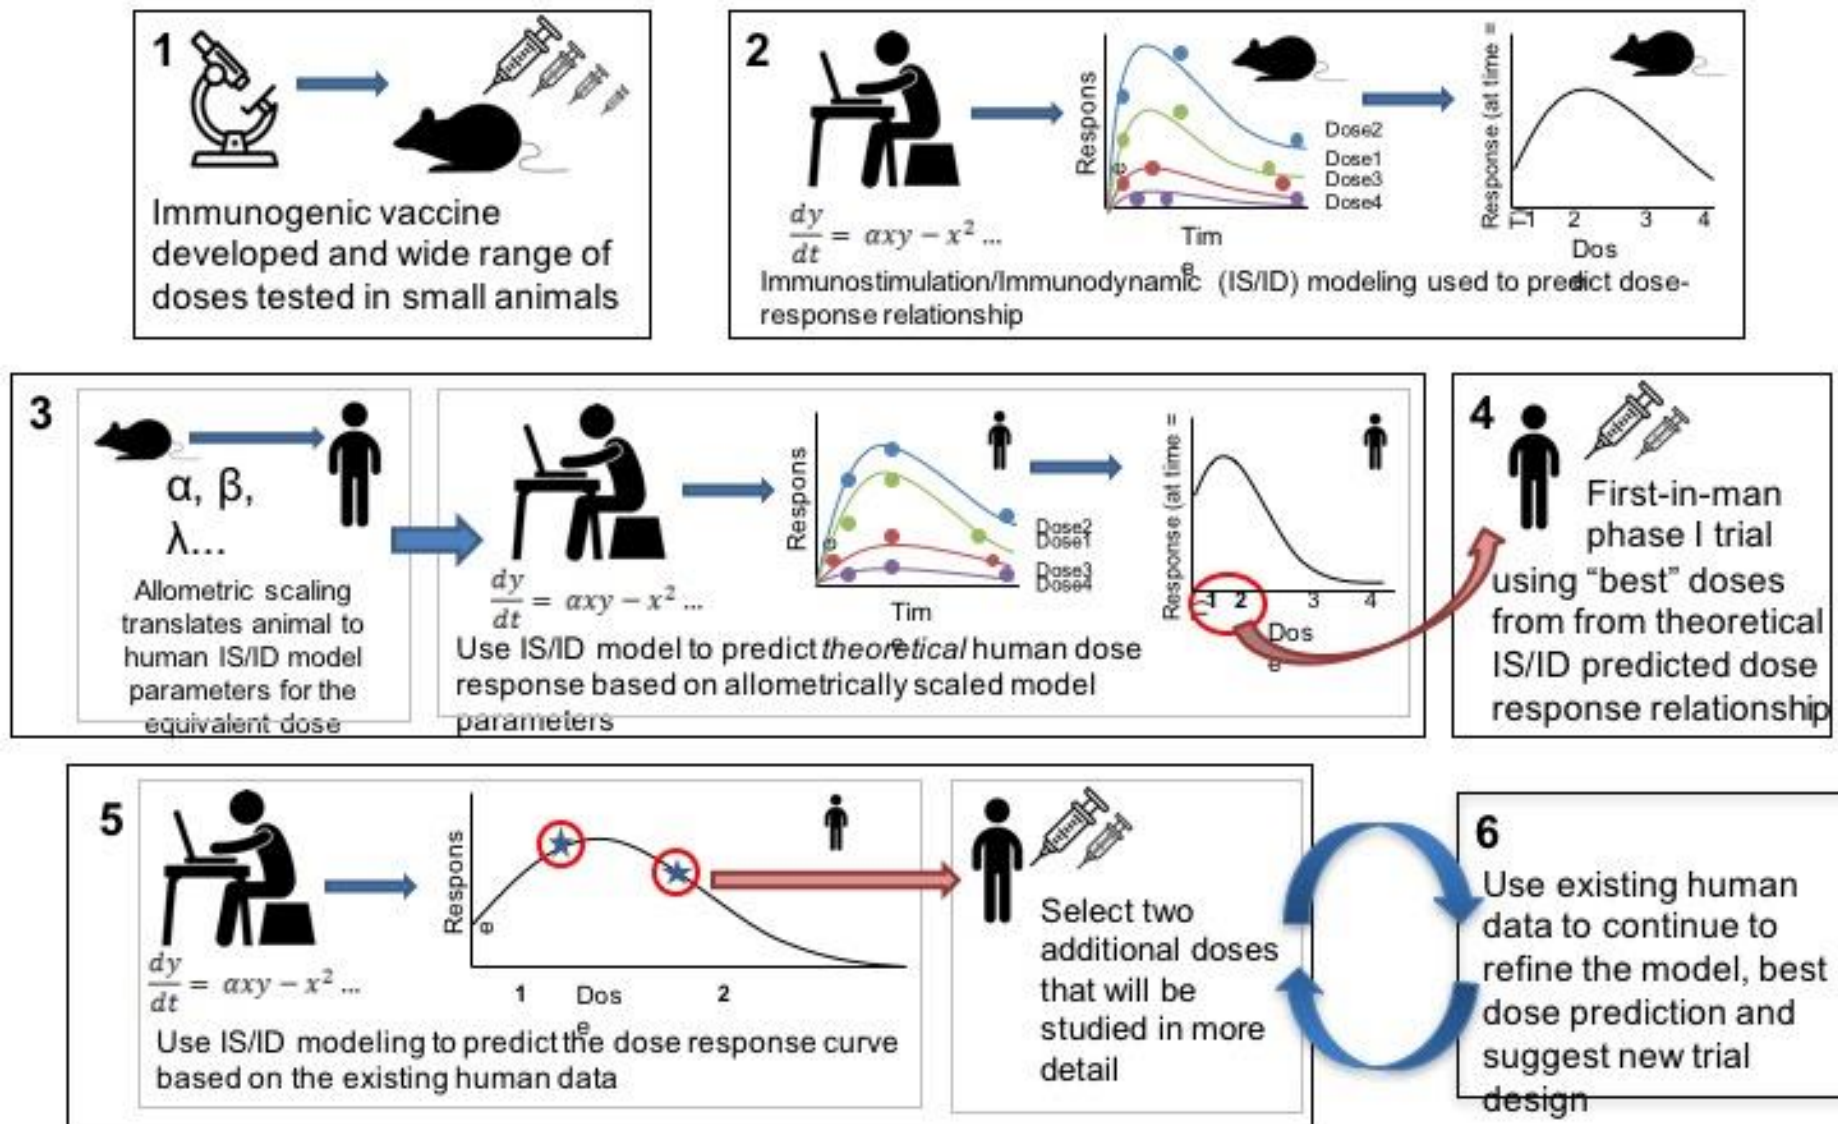 1
Immunogenic vaccine
developed and wide range of
doses tested in small animals
2
dy/dt = αxy − x² ...
Respons
e
Tim
e
Dose2
Dose1
Dose3
Dose4
Response (at time =
T)
1 2 3 4
Dos
e
Immunostimulation/Immunodynamic (IS/ID) modeling used to predict dose-
response relationship
3
α, β,
λ...
Allometric scaling
translates animal to
human IS/ID model
parameters for the
equivalent dose
dy/dt = αxy − x² ...
Respons
e
Tim
e
Dose2
Dose1
Dose3
Dose4
Response (at time =
T)
1 2 3 4
Dos
e
Use IS/ID model to predict theoretical human dose
response based on allometrically scaled model
parameters
4
First-in-man
phase I trial
using “best” doses
from from theoretical
IS/ID predicted dose
response relationship
5
dy/dt = αxy − x² ...
Respons
e
1 Dos 2
e
Use IS/ID modeling to predict the dose response curve
based on the existing human data
Select two
additional doses
that will be
studied in more
detail
6
Use existing human
data to continue to
refine the model, best
dose prediction and
suggest new trial
design